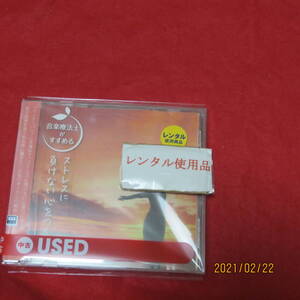 音楽療法士
が
すすめる
ストレスに
負けない心をつ
レンタル
使用商品
レンタル使用品
中古 USED
2021/02/22